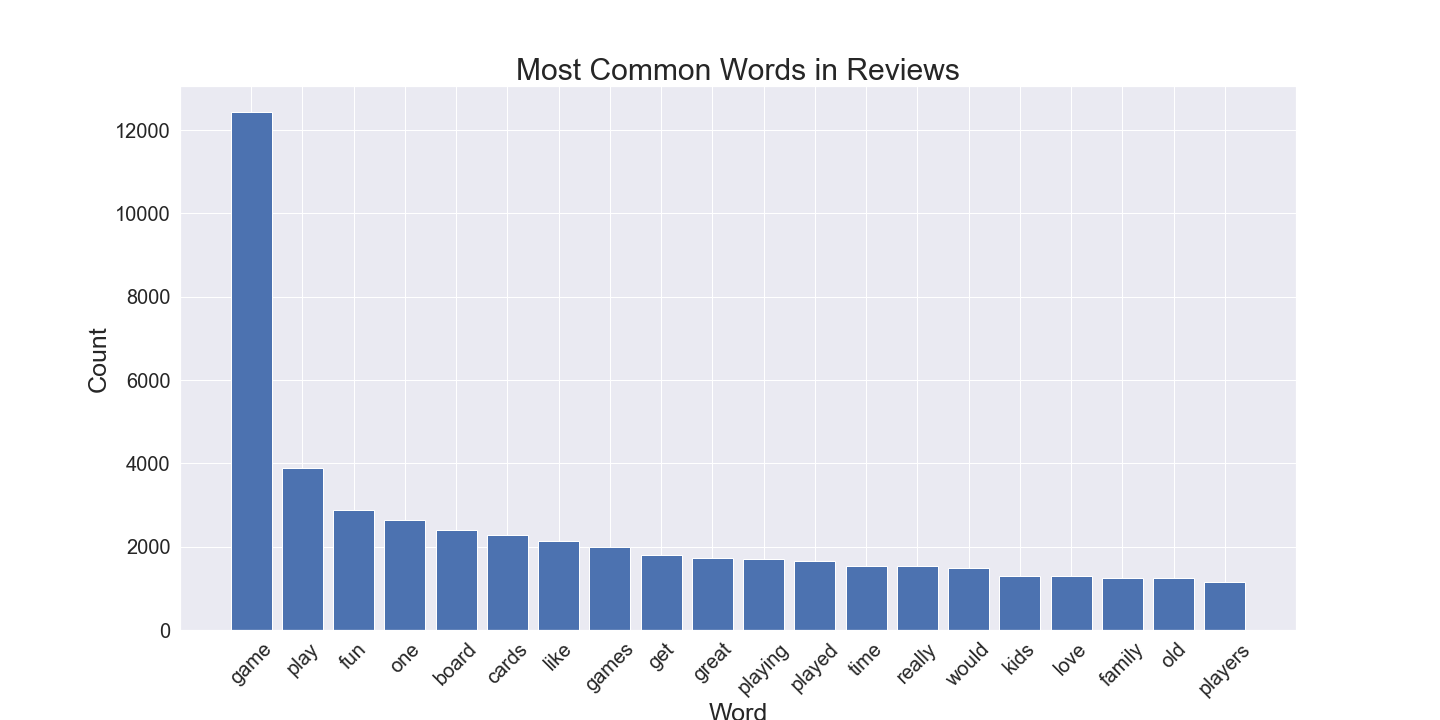 Most Common Words in Reviews
12000
10000
8000
6000
4000
2000
0
Count
game play fun one board cards like games get great playing played time really would kids love family old players
Word